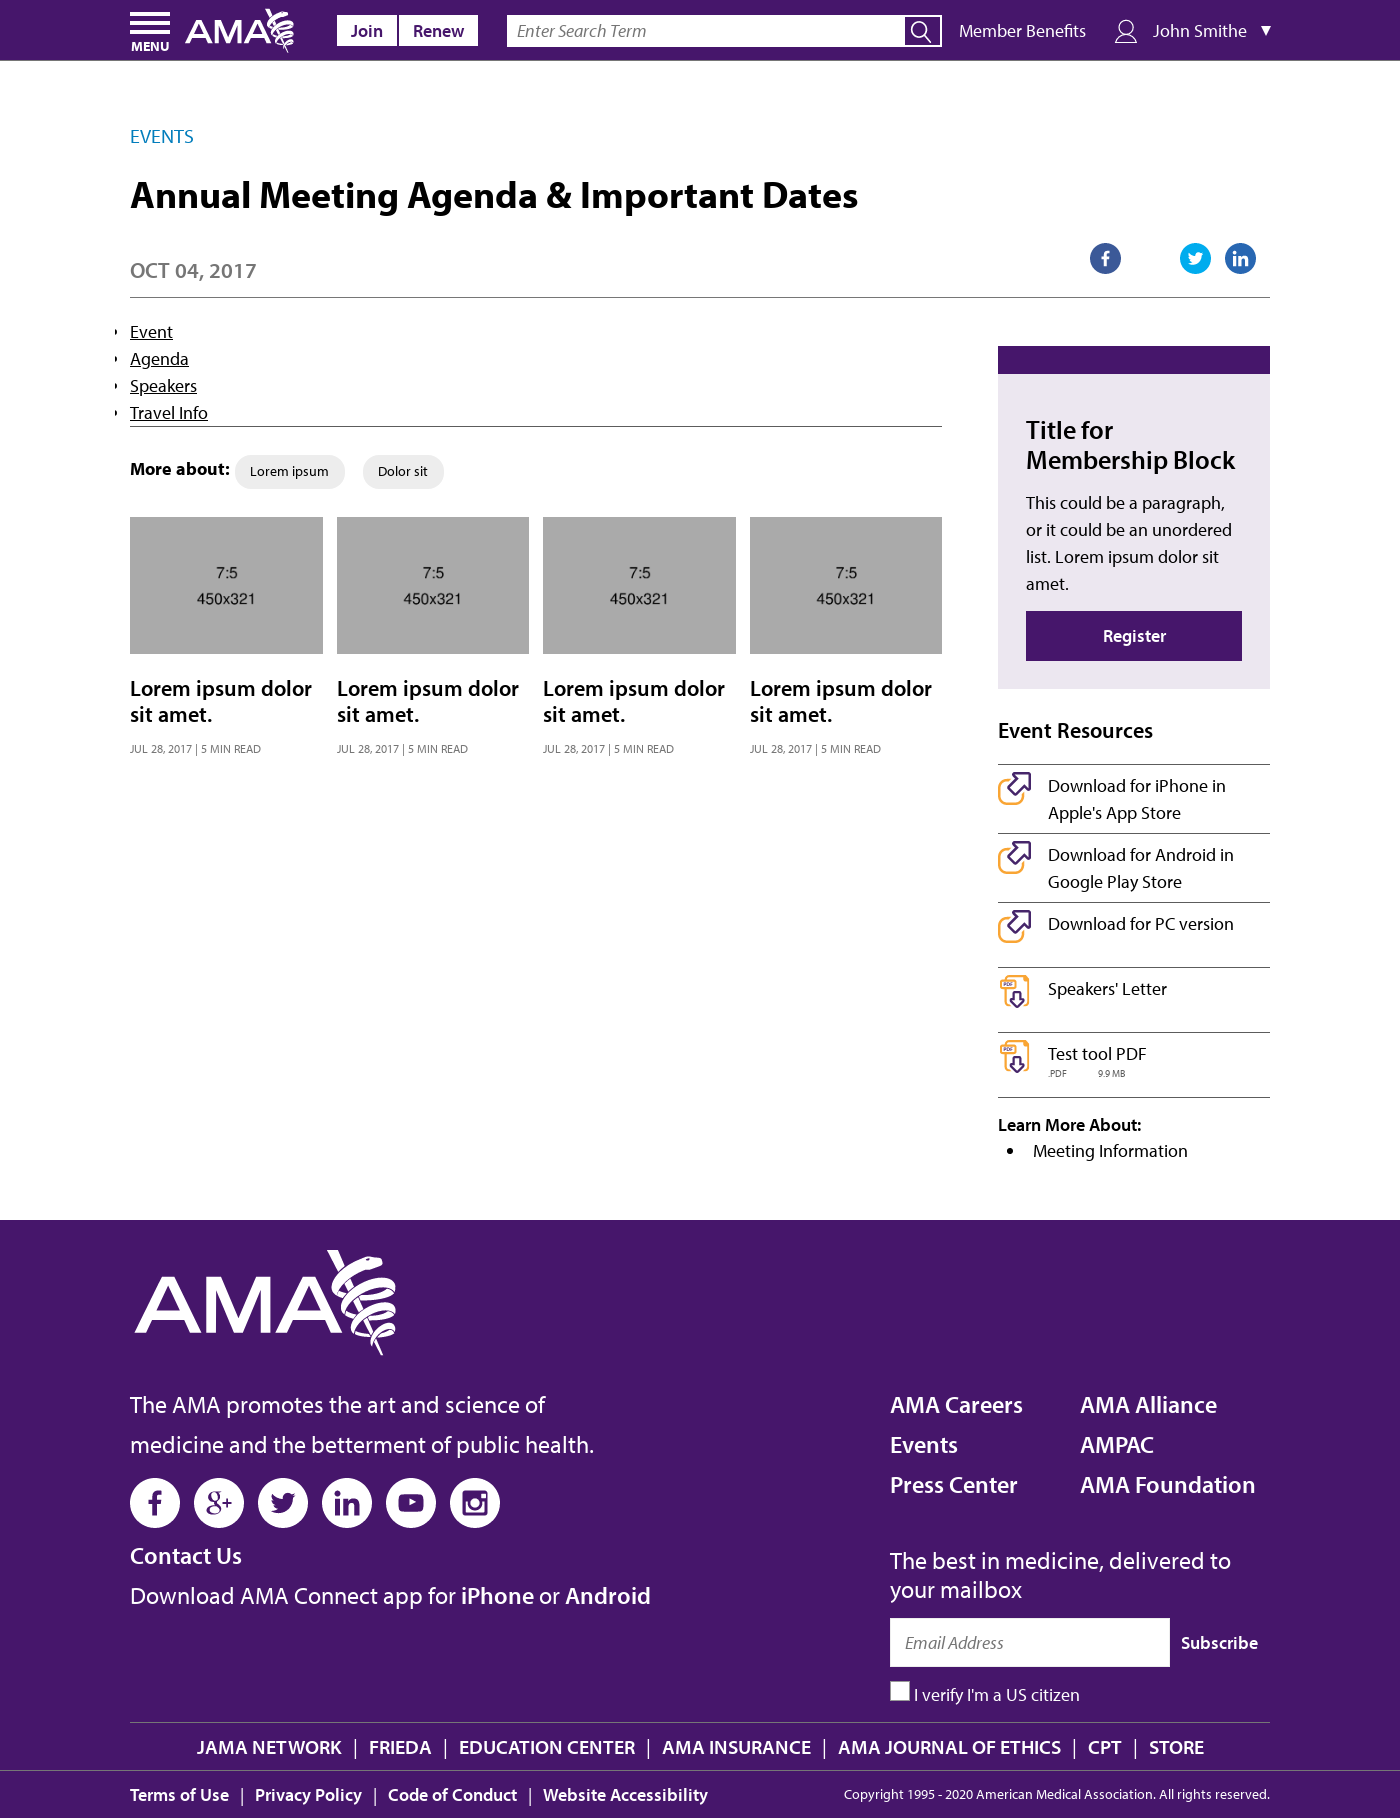 MENU
AMA
Join
Renew
Enter Search Term
Member Benefits
John Smithe
EVENTS
Annual Meeting Agenda & Important Dates
OCT 04, 2017
Event
Agenda
Speakers
Travel Info
More about:
Lorem ipsum
Dolor sit
7:5
450x321
7:5
450x321
7:5
450x321
7:5
450x321
Lorem ipsum dolor
sit amet.
JUL 28, 2017 | 5 MIN READ
Lorem ipsum dolor
sit amet.
JUL 28, 2017 | 5 MIN READ
Lorem ipsum dolor
sit amet.
JUL 28, 2017 | 5 MIN READ
Lorem ipsum dolor
sit amet.
JUL 28, 2017 | 5 MIN READ
Title for
Membership Block
This could be a paragraph,
or it could be an unordered
list. Lorem ipsum dolor sit
amet.
Register
Event Resources
Download for iPhone in
Apple's App Store
Download for Android in
Google Play Store
Download for PC version
PDF
Speakers' Letter
PDF
Test tool PDF
.PDF 9.9 MB
Learn More About:
Meeting Information
AMA
The AMA promotes the art and science of
medicine and the betterment of public health.
Contact Us
Download AMA Connect app for iPhone or Android
AMA Careers
Events
Press Center
AMA Alliance
AMPAC
AMA Foundation
The best in medicine, delivered to
your mailbox
Email Address
Subscribe
I verify I'm a US citizen
JAMA NETWORK | FRIEDA | EDUCATION CENTER | AMA INSURANCE | AMA JOURNAL OF ETHICS | CPT | STORE
Terms of Use | Privacy Policy | Code of Conduct | Website Accessibility
Copyright 1995 - 2020 American Medical Association. All rights reserved.